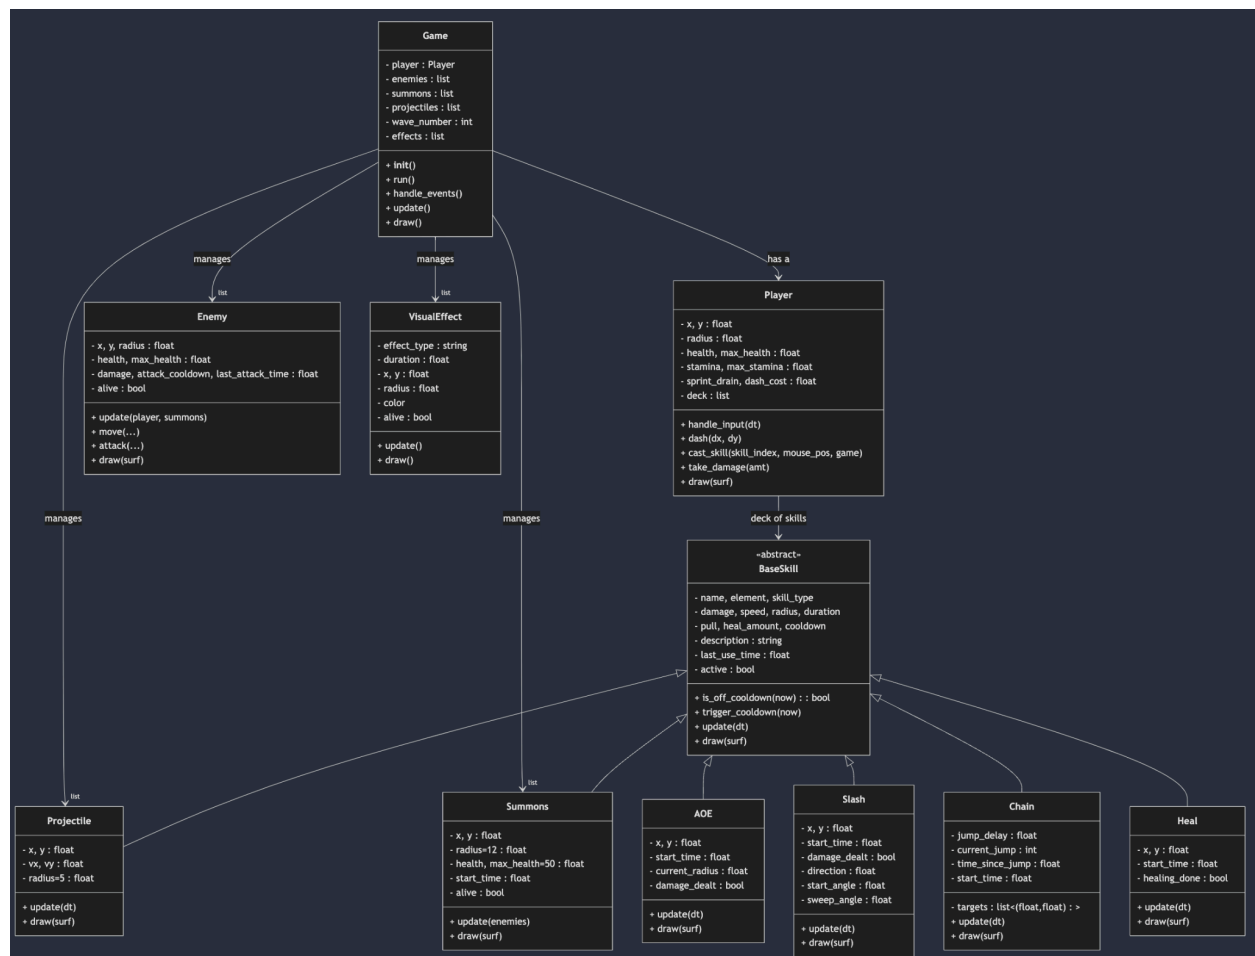 Game
- player : Player
- enemies : list
- summons : list
- projectiles : list
- wave_number : int
- effects : list
+ init()
+ run()
+ handle_events()
+ update()
+ draw()
manages
manages
has a
list
list
Enemy
- x, y, radius : float
- health, max_health : float
- damage, attack_cooldown, last_attack_time : float
- alive : bool
+ update(player, summons)
+ move(...)
+ attack(...)
+ draw(surf)
VisualEffect
- effect_type : string
- duration : float
- x, y : float
- radius : float
- color
- alive : bool
+ update()
+ draw()
Player
- x, y : float
- radius : float
- health, max_health : float
- stamina, max_stamina : float
- sprint_drain, dash_cost : float
- deck : list
+ handle_input(dt)
+ dash(dx, dy)
+ cast_skill(skill_index, mouse_pos, game)
+ take_damage(amt)
+ draw(surf)
manages
manages
deck of skills
«abstract»
BaseSkill
- name, element, skill_type
- damage, speed, radius, duration
- pull, heal_amount, cooldown
- description : string
- last_use_time : float
- active : bool
+ is_off_cooldown(now) : : bool
+ trigger_cooldown(now)
+ update(dt)
+ draw(surf)
list
list
Projectile
- x, y : float
- vx, vy : float
- radius=5 : float
+ update(dt)
+ draw(surf)
Summons
- x, y : float
- radius=12 : float
- health, max_health=50 : float
- start_time : float
- alive : bool
+ update(enemies)
+ draw(surf)
AOE
- x, y : float
- start_time : float
- current_radius : float
- damage_dealt : bool
+ update(dt)
+ draw(surf)
Slash
- x, y : float
- start_time : float
- damage_dealt : bool
- direction : float
- start_angle : float
- sweep_angle : float
+ update(dt)
+ draw(surf)
Chain
- jump_delay : float
- current_jump : int
- time_since_jump : float
- start_time : float
- targets : list<(float,float) : >
+ update(dt)
+ draw(surf)
Heal
- x, y : float
- start_time : float
- healing_done : bool
+ update(dt)
+ draw(surf)